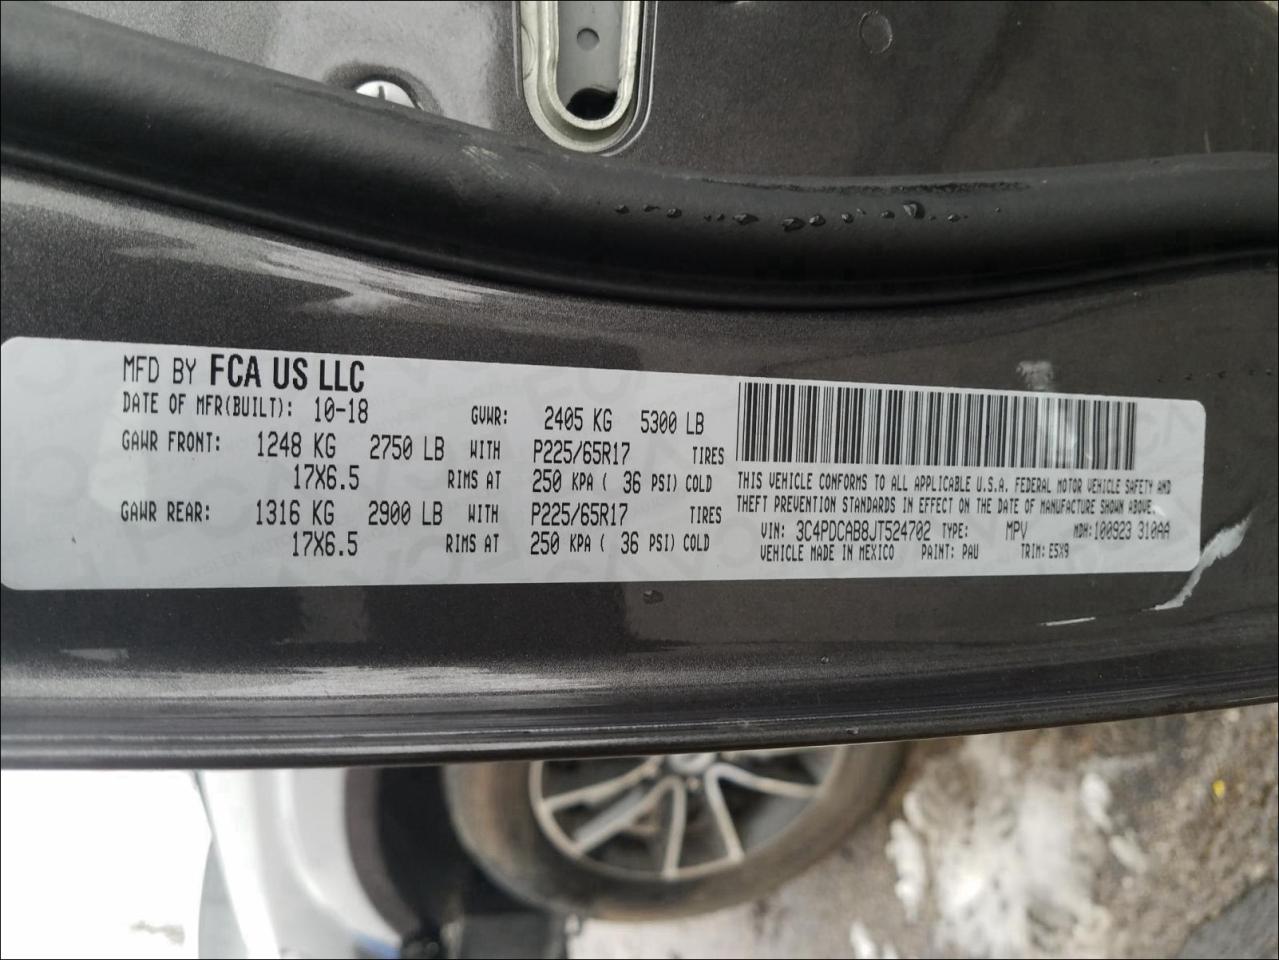 MFD BY FCA US LLC
DATE OF MFR(BUILT): 10-18 GVWR: 2405 KG 5300 LB
GAWR FRONT: 1248 KG 2750 LB WITH P225/65R17 TIRES
17X6.5 RIMS AT 250 KPA ( 36 PSI) COLD
GAWR REAR: 1316 KG 2900 LB WITH P225/65R17 TIRES
17X6.5 RIMS AT 250 KPA ( 36 PSI) COLD
THIS VEHICLE CONFORMS TO ALL APPLICABLE U.S.A. FEDERAL MOTOR VEHICLE SAFETY AND
THEFT PREVENTION STANDARDS IN EFFECT ON THE DATE OF MANUFACTURE SHOWN ABOVE.
VIN: 3C4PDCAB8JT524702 TYPE: MPV MDH:100923 310AA
VEHICLE MADE IN MEXICO PAINT: PAU TRIM: E5X9